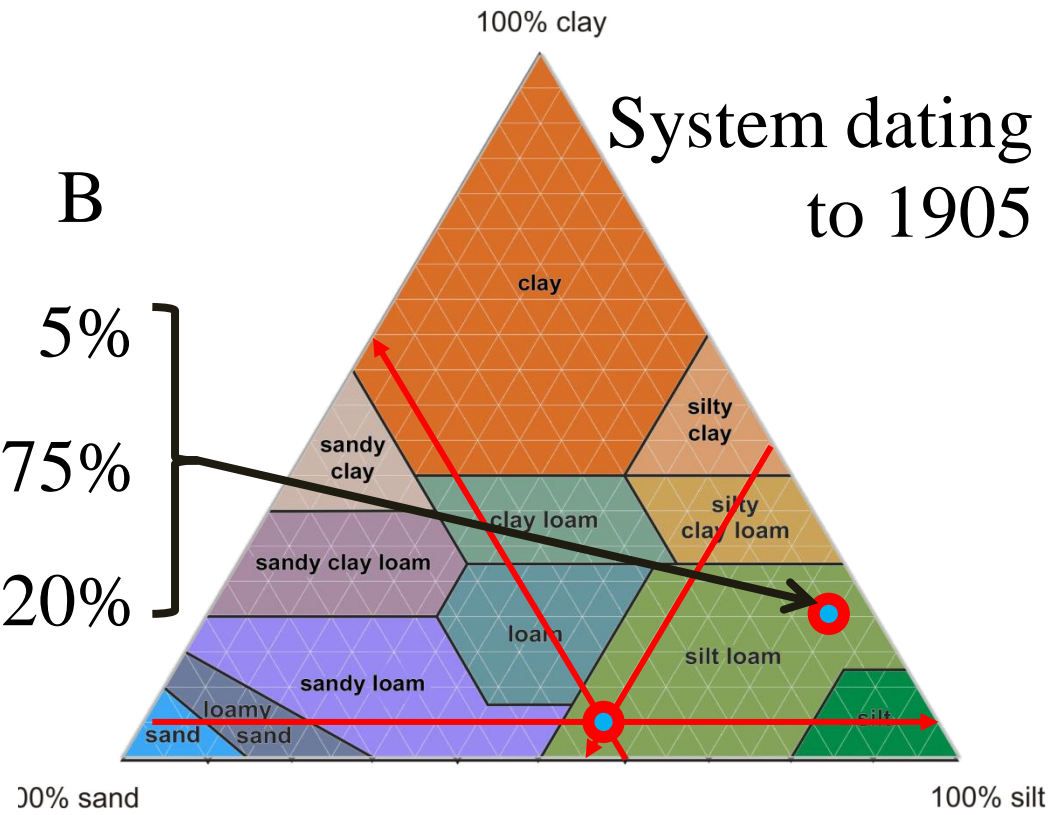 100% clay
System dating
to 1905
B
clay
5%
silty
clay
sandy
clay
75%
silty
clay loam
clay loam
sandy clay loam
20%
loam
silt loam
sandy loam
loamy
sand
silt
sand
00% sand
100% silt